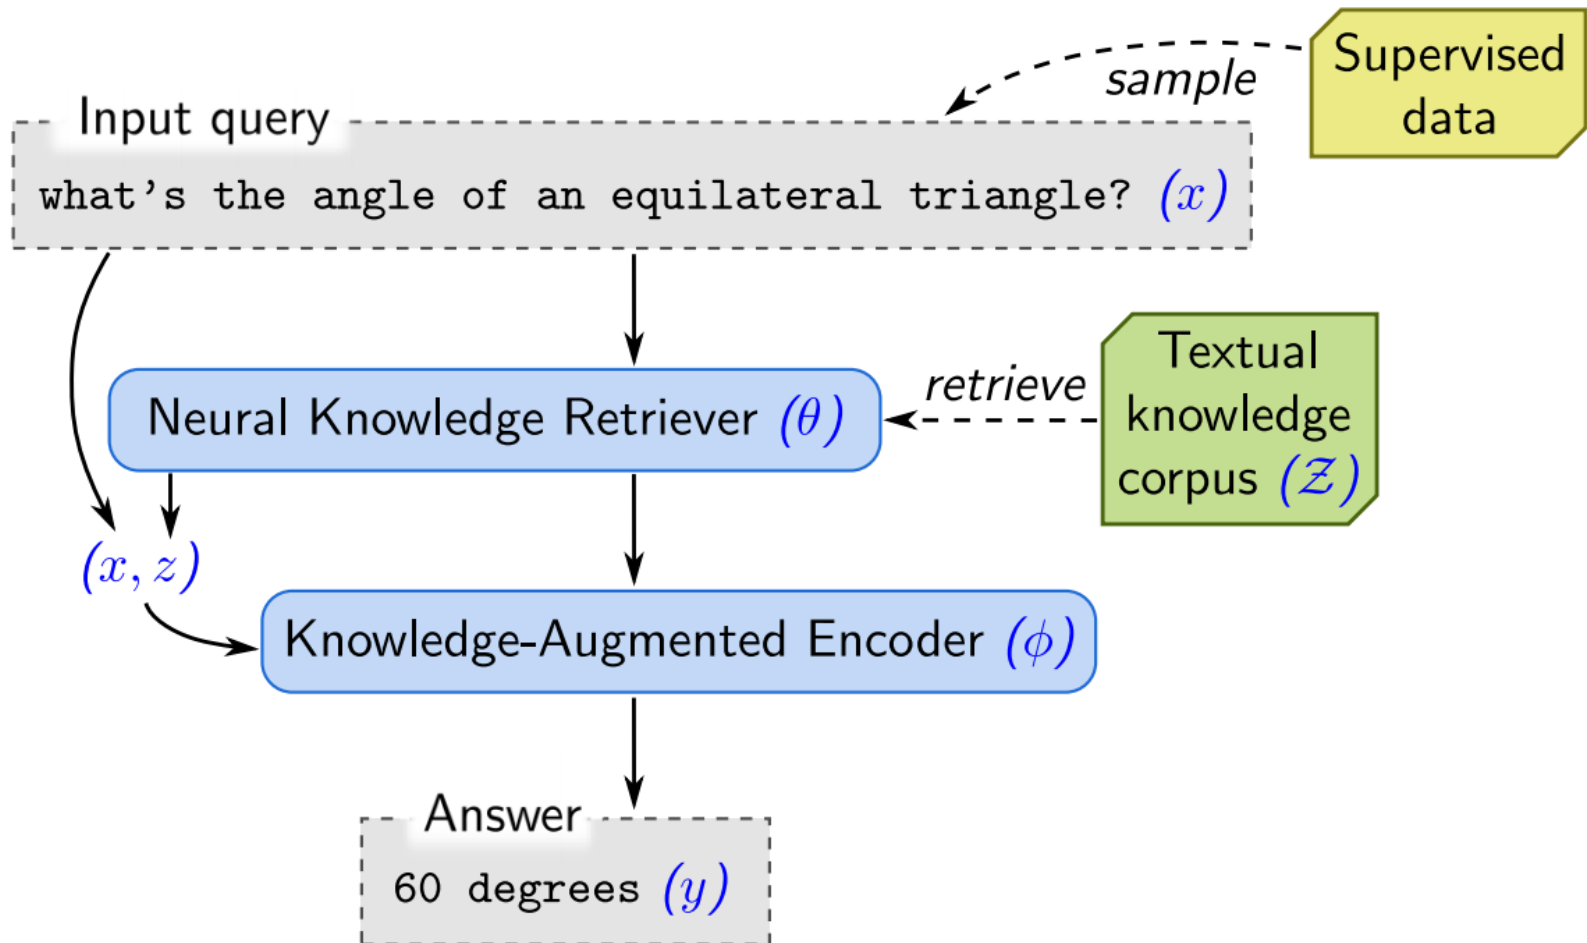 Supervised
data
sample
Input query
what's the angle of an equilateral triangle? (x)
Neural Knowledge Retriever (θ)
retrieve
Textual
knowledge
corpus (𝒵)
(x, z)
Knowledge-Augmented Encoder (ϕ)
Answer
60 degrees (y)